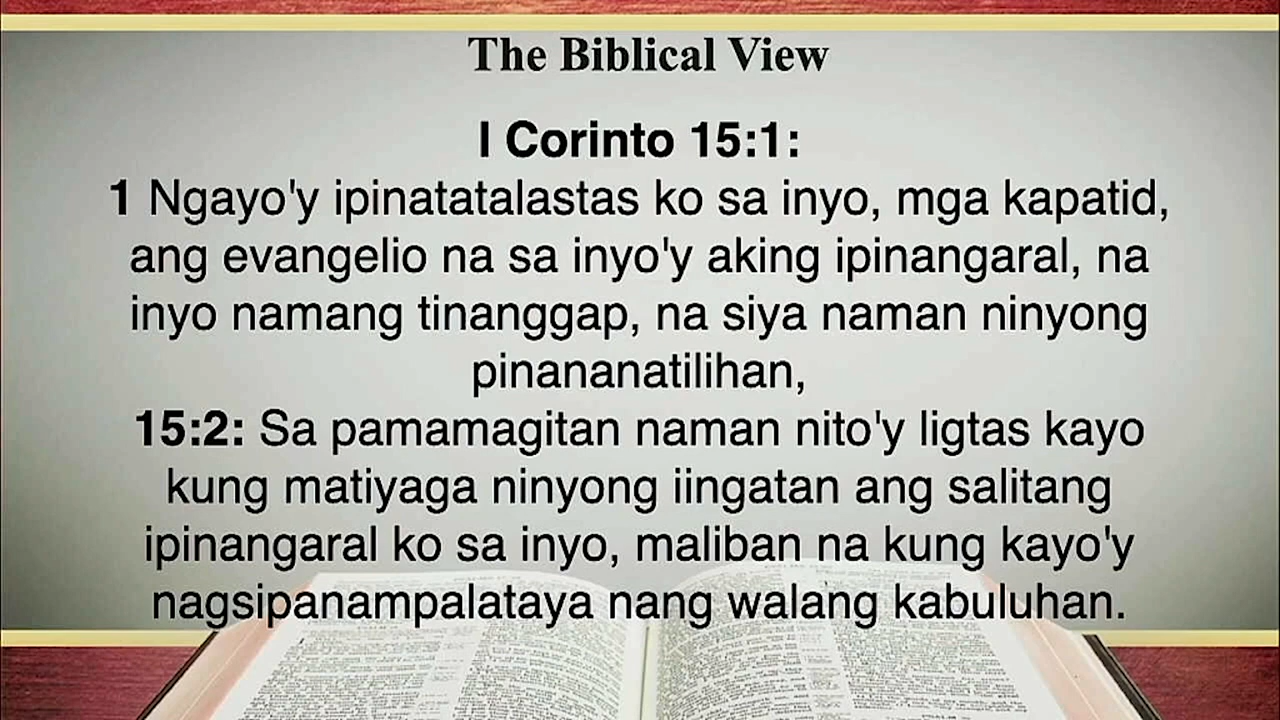 The Biblical View
I Corinto 15:1:
1 Ngayo'y ipinatatalastas ko sa inyo, mga kapatid,
ang evangelio na sa inyo'y aking ipinangaral, na
inyo namang tinanggap, na siya naman ninyong
pinananatilihan,
15:2: Sa pamamagitan naman nito'y ligtas kayo
kung matiyaga ninyong iingatan ang salitang
ipinangaral ko sa inyo, maliban na kung kayo'y
nagsipanampalataya nang walang kabuluhan.